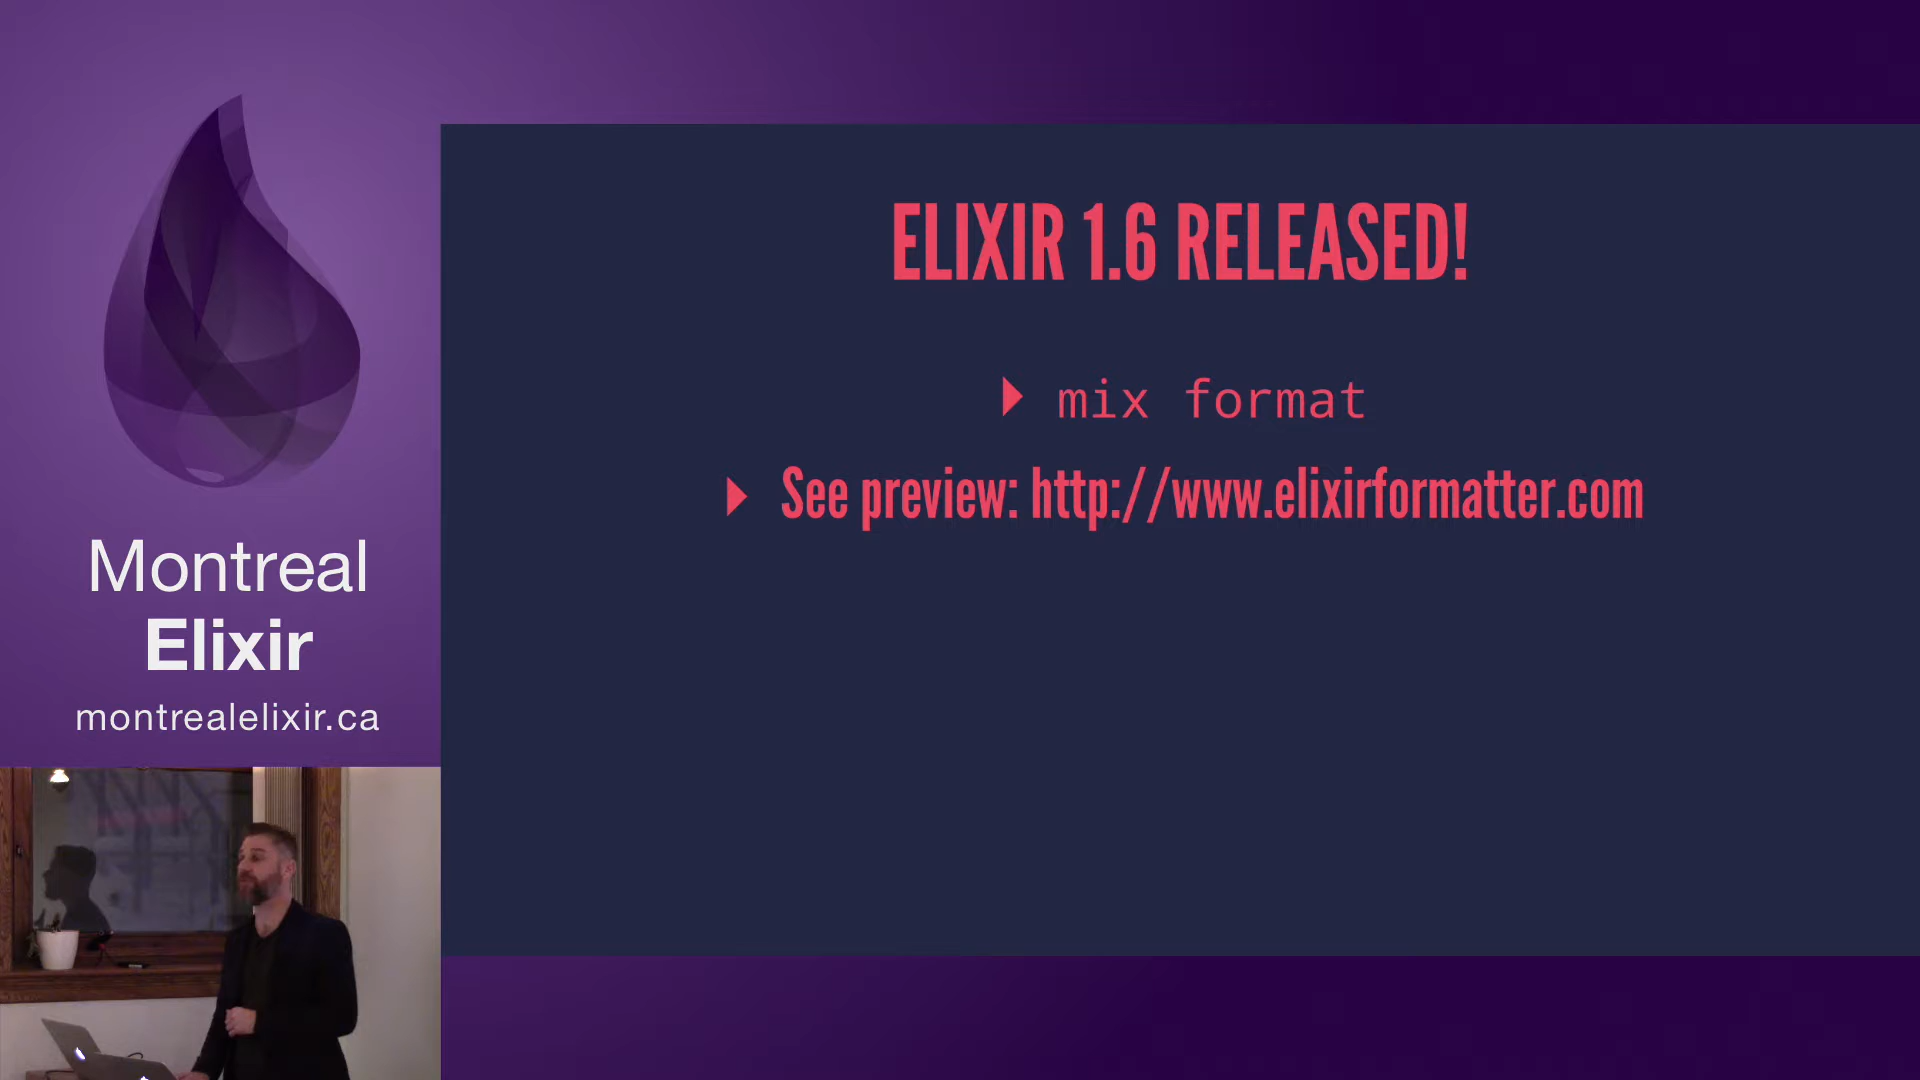 Montreal
Elixir
montrealelixir.ca
ELIXIR 1.6 RELEASED!
mix format
See preview: http://www.elixirformatter.com